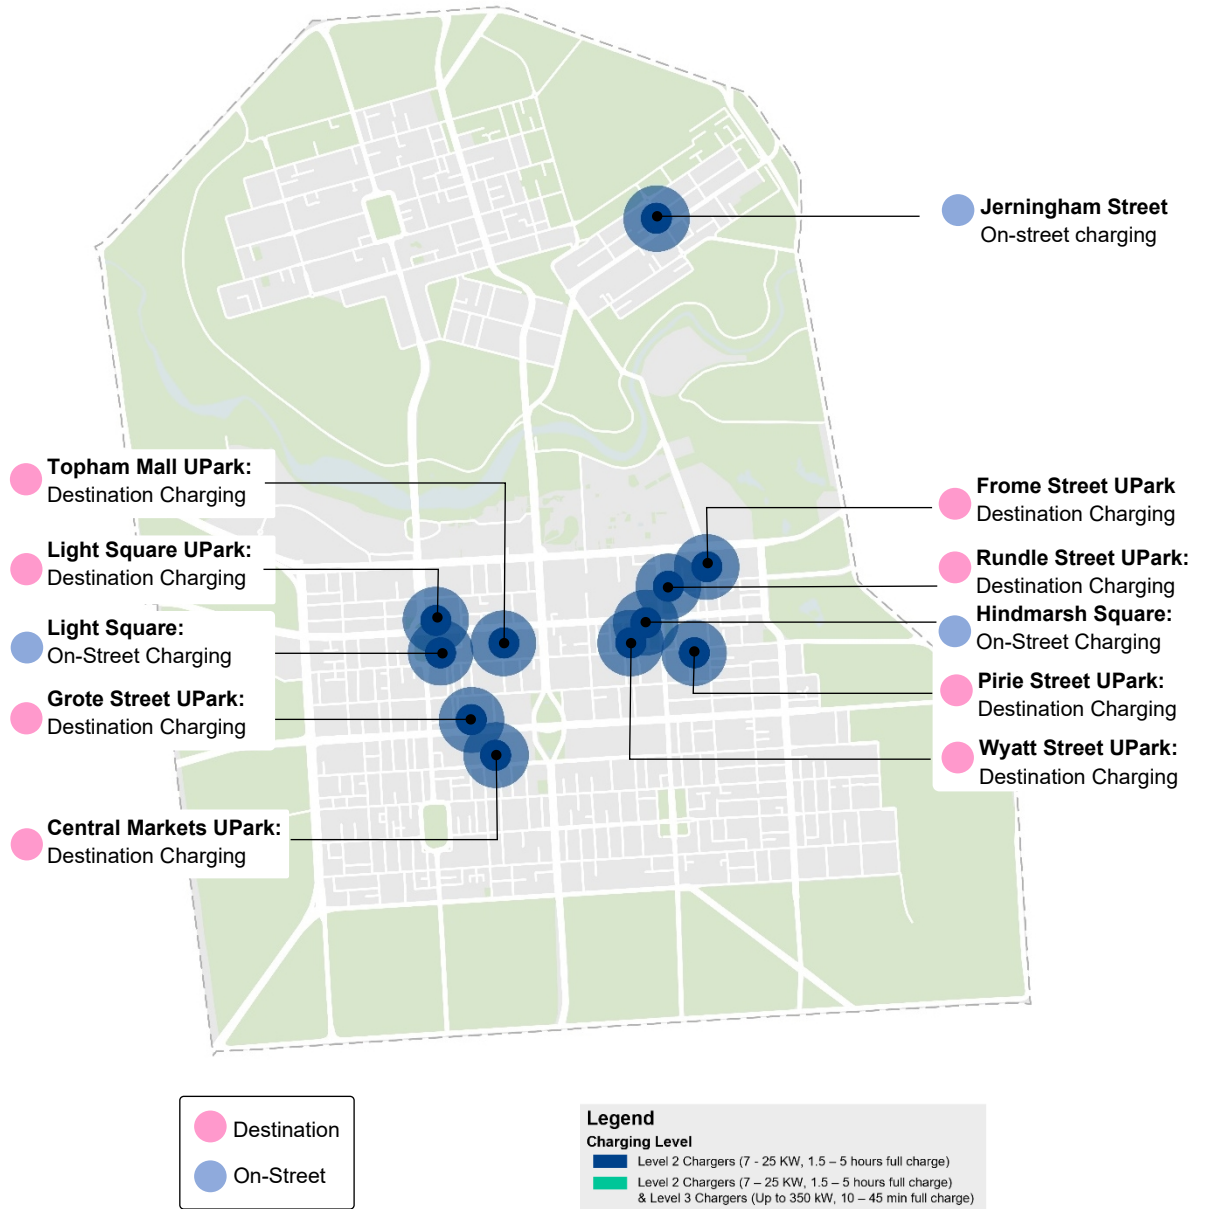 Jerningham Street
On-street charging
Topham Mall UPark:
Destination Charging
Light Square UPark:
Destination Charging
Light Square:
On-Street Charging
Grote Street UPark:
Destination Charging
Central Markets UPark:
Destination Charging
Frome Street UPark
Destination Charging
Rundle Street UPark:
Destination Charging
Hindmarsh Square:
On-Street Charging
Pirie Street UPark:
Destination Charging
Wyatt Street UPark:
Destination Charging
Destination
On-Street
Legend
Charging Level
Level 2 Chargers (7 - 25 KW, 1.5 – 5 hours full charge)
Level 2 Chargers (7 – 25 KW, 1.5 – 5 hours full charge)
& Level 3 Chargers (Up to 350 kW, 10 – 45 min full charge)